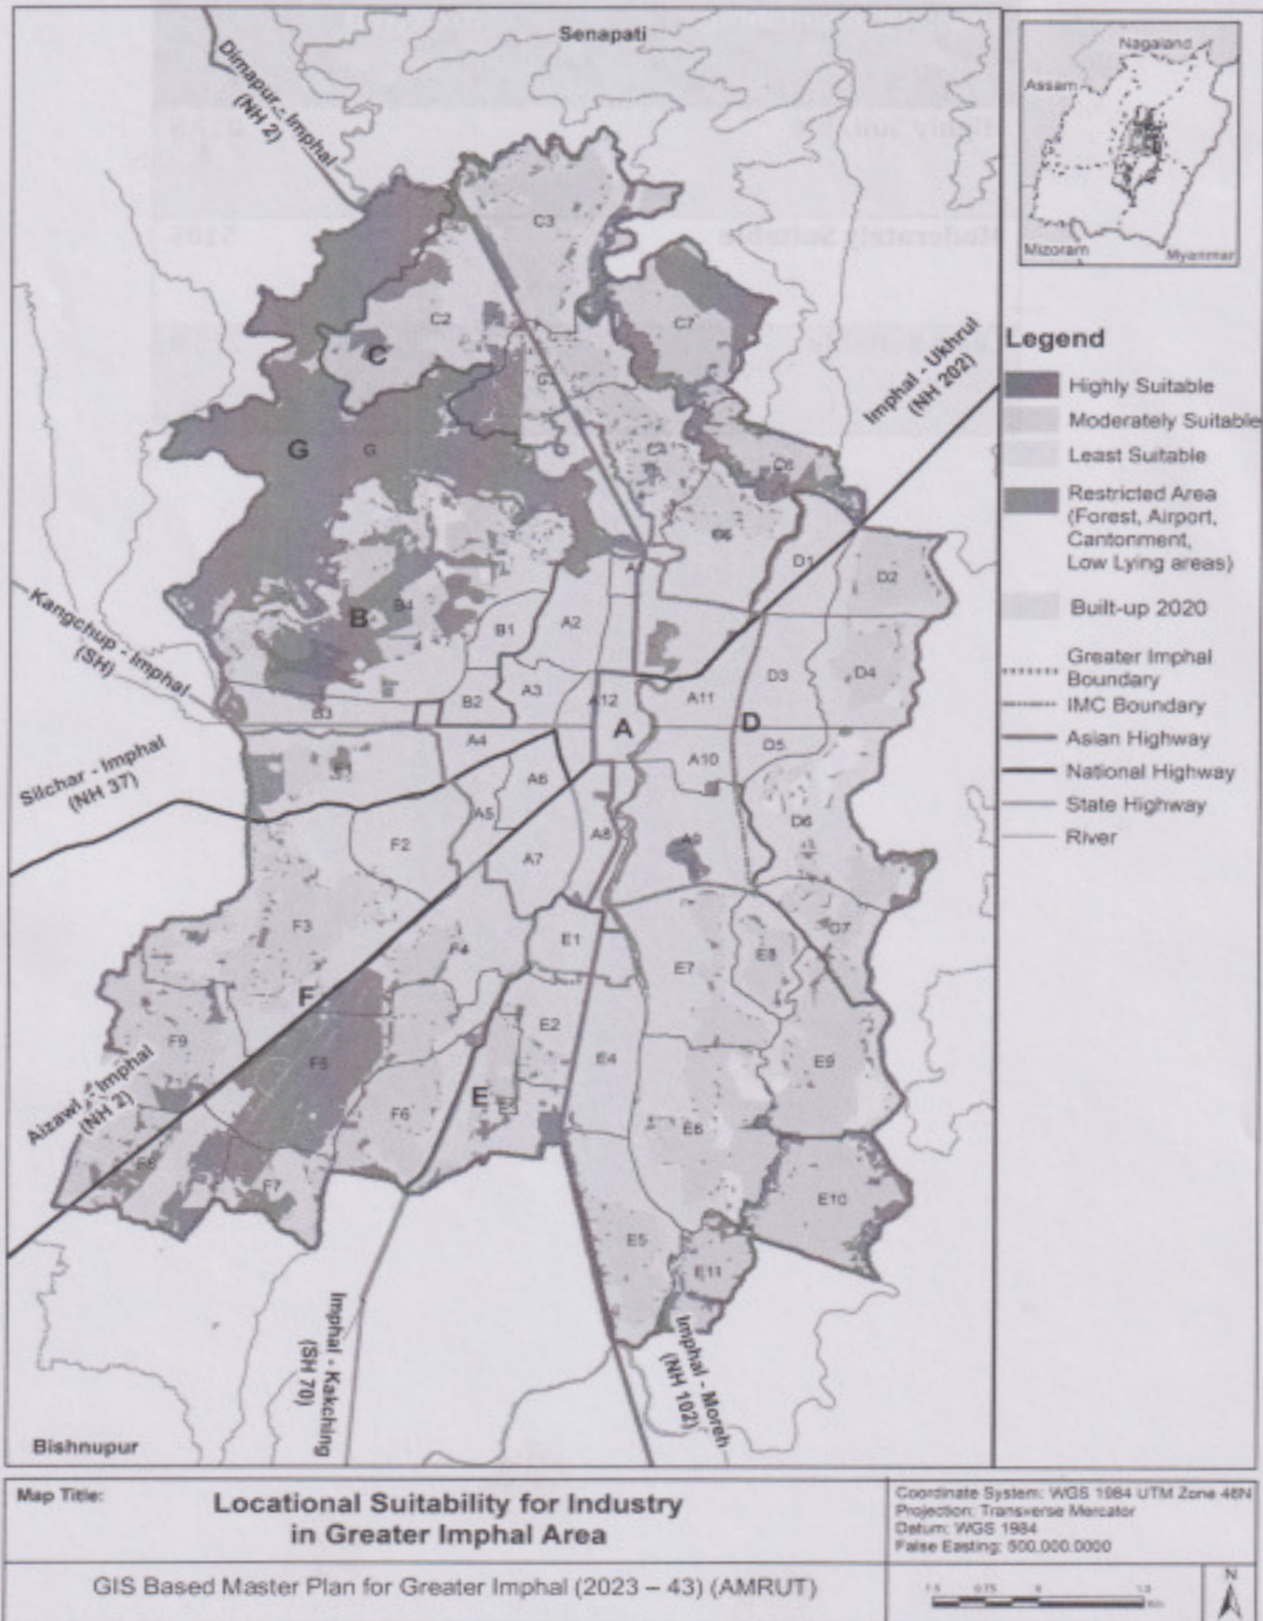 Senapati
Dimapur - Imphal
(NH 2)
Nagaland
Assam
Mizoram
Myanmar
C3
C7
C2
C
Imphal - Ukhrul
(NH 202)
Legend
Highly Suitable
Moderately Suitable
Least Suitable
Restricted Area
(Forest, Airport,
Cantonment,
Low Lying areas)
Built-up 2020
Greater Imphal
Boundary
IMC Boundary
Asian Highway
National Highway
State Highway
River
G
G
C6
D1
D2
B4
B
B1
A2
D3
D4
Kangchup - Imphal
(SH)
B2
A3
A12
A11
B3
A
D
A4
D5
A10
A6
Silchar - Imphal
(NH 37)
A5
D6
F2
A7
A8
A9
F3
F4
E1
E7
E8
D7
F
F9
F5
E2
E4
E9
Aizawl - Imphal
(NH 2)
F6
E
E6
F7
E10
E5
E11
Imphal - Kakching
(SH 70)
Imphal - Moreh
(NH 102)
Bishnupur
Map Title:
Locational Suitability for Industry
in Greater Imphal Area
Coordinate System: WGS 1984 UTM Zone 46N
Projection: Transverse Mercator
Datum: WGS 1984
False Easting: 500,000.0000
GIS Based Master Plan for Greater Imphal (2023 – 43) (AMRUT)
N